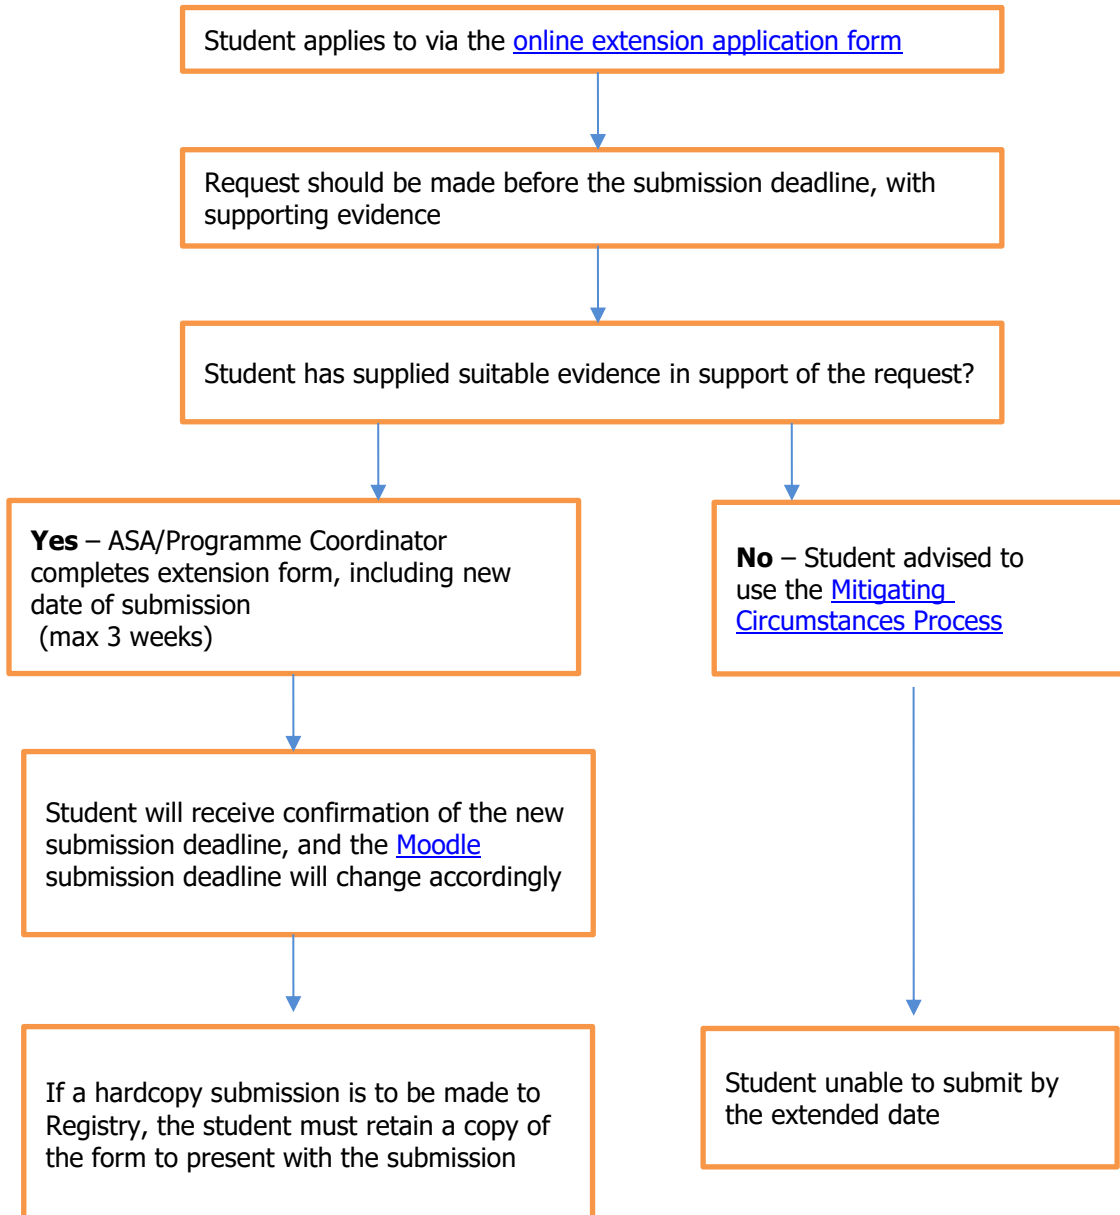 Student applies to via the online extension application form
Request should be made before the submission deadline, with
supporting evidence
Student has supplied suitable evidence in support of the request?
Yes – ASA/Programme Coordinator
completes extension form, including new
date of submission
(max 3 weeks)
No – Student advised to
use the Mitigating
Circumstances Process
Student will receive confirmation of the new
submission deadline, and the Moodle
submission deadline will change accordingly
If a hardcopy submission is to be made to
Registry, the student must retain a copy of
the form to present with the submission
Student unable to submit by
the extended date